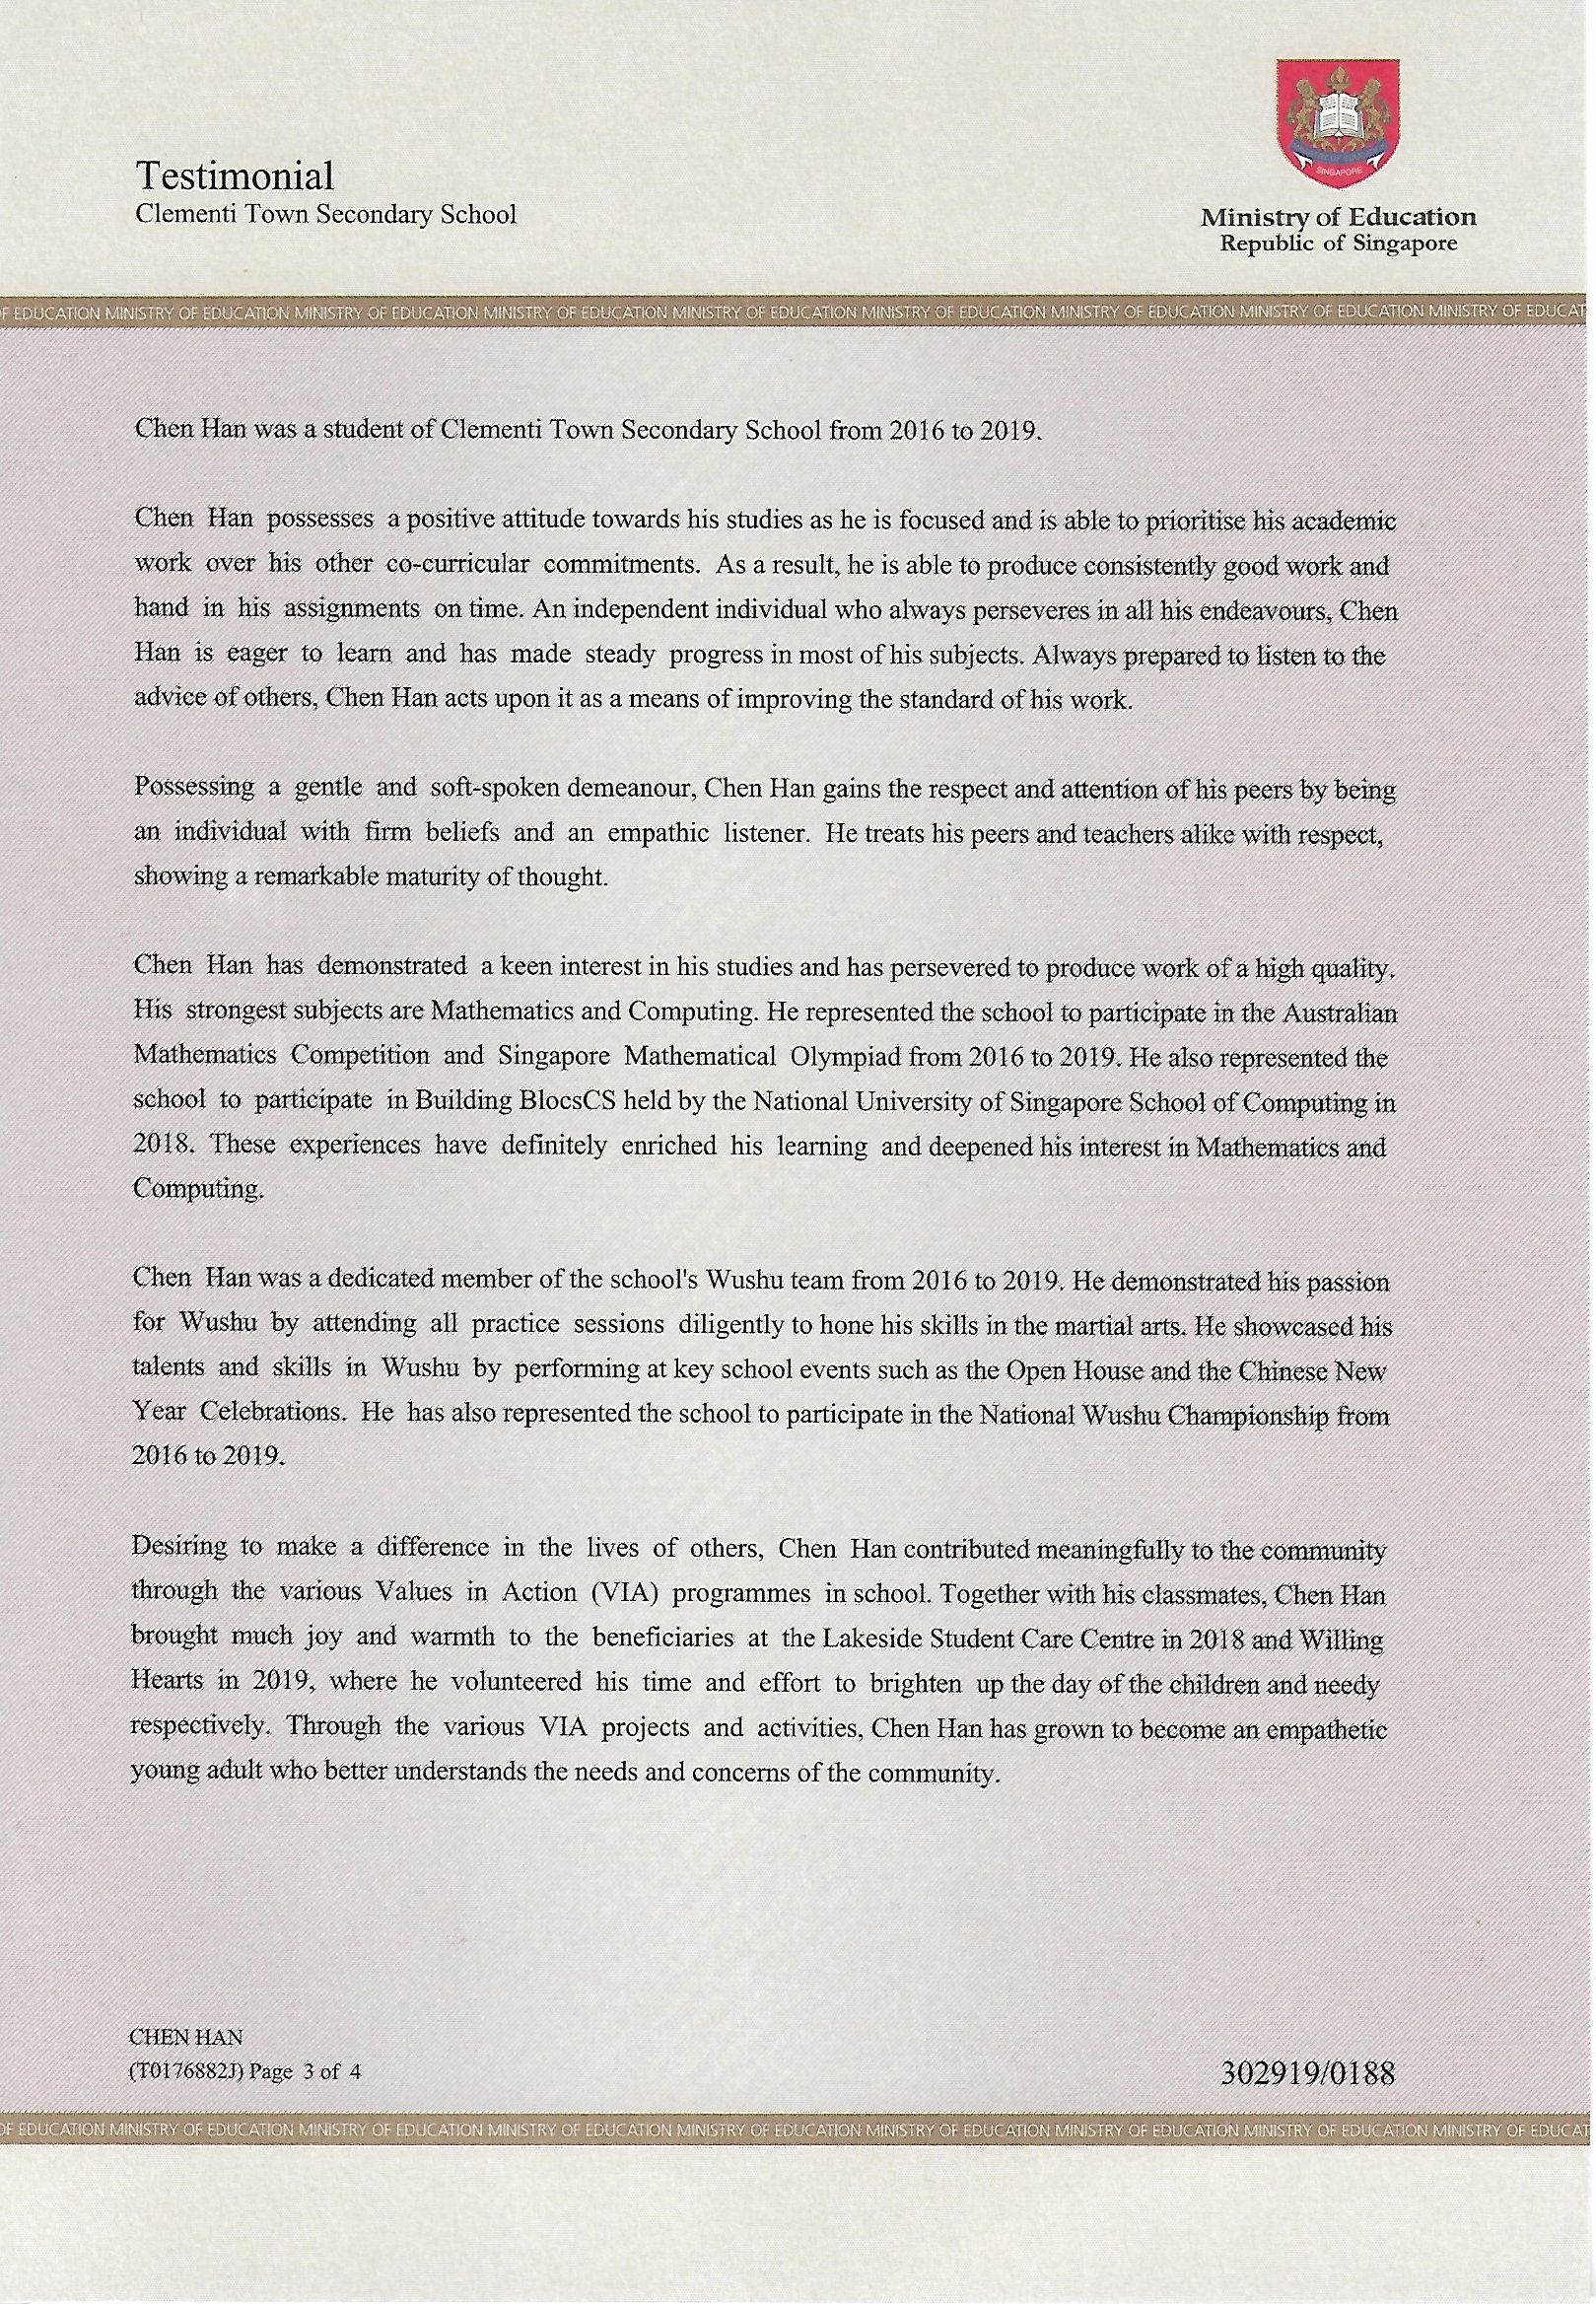 Testimonial
Clementi Town Secondary School
SINGAPORE
Ministry of Education
Republic of Singapore
OF EDUCATION MINISTRY OF EDUCATION MINISTRY OF EDUCATION MINISTRY OF EDUCATION MINISTRY OF EDUCATION MINISTRY OF EDUCATION MINISTRY OF EDUCATION MINISTRY OF EDUCATION MINISTRY OF EDUCAT
Chen Han was a student of Clementi Town Secondary School from 2016 to 2019.
Chen Han possesses a positive attitude towards his studies as he is focused and is able to prioritise his academic
work over his other co-curricular commitments. As a result, he is able to produce consistently good work and
hand in his assignments on time. An independent individual who always perseveres in all his endeavours, Chen
Han is eager to learn and has made steady progress in most of his subjects. Always prepared to listen to the
advice of others, Chen Han acts upon it as a means of improving the standard of his work.
Possessing a gentle and soft-spoken demeanour, Chen Han gains the respect and attention of his peers by being
an individual with firm beliefs and an empathic listener. He treats his peers and teachers alike with respect,
showing a remarkable maturity of thought.
Chen Han has demonstrated a keen interest in his studies and has persevered to produce work of a high quality.
His strongest subjects are Mathematics and Computing. He represented the school to participate in the Australian
Mathematics Competition and Singapore Mathematical Olympiad from 2016 to 2019. He also represented the
school to participate in Building BlocsCS held by the National University of Singapore School of Computing in
2018. These experiences have definitely enriched his learning and deepened his interest in Mathematics and
Computing.
Chen Han was a dedicated member of the school's Wushu team from 2016 to 2019. He demonstrated his passion
for Wushu by attending all practice sessions diligently to hone his skills in the martial arts. He showcased his
talents and skills in Wushu by performing at key school events such as the Open House and the Chinese New
Year Celebrations. He has also represented the school to participate in the National Wushu Championship from
2016 to 2019.
Desiring to make a difference in the lives of others, Chen Han contributed meaningfully to the community
through the various Values in Action (VIA) programmes in school. Together with his classmates, Chen Han
brought much joy and warmth to the beneficiaries at the Lakeside Student Care Centre in 2018 and Willing
Hearts in 2019, where he volunteered his time and effort to brighten up the day of the children and needy
respectively. Through the various VIA projects and activities, Chen Han has grown to become an empathetic
young adult who better understands the needs and concerns of the community.
CHEN HAN
(T0176882J) Page 3 of 4
302919/0188
OF EDUCATION MINISTRY OF EDUCATION MINISTRY OF EDUCATION MINISTRY OF EDUCATION MINISTRY OF EDUCATION MINISTRY OF EDUCATION MINISTRY OF EDUCATION MINISTRY OF EDUCATION MINISTRY OF EDUCAT